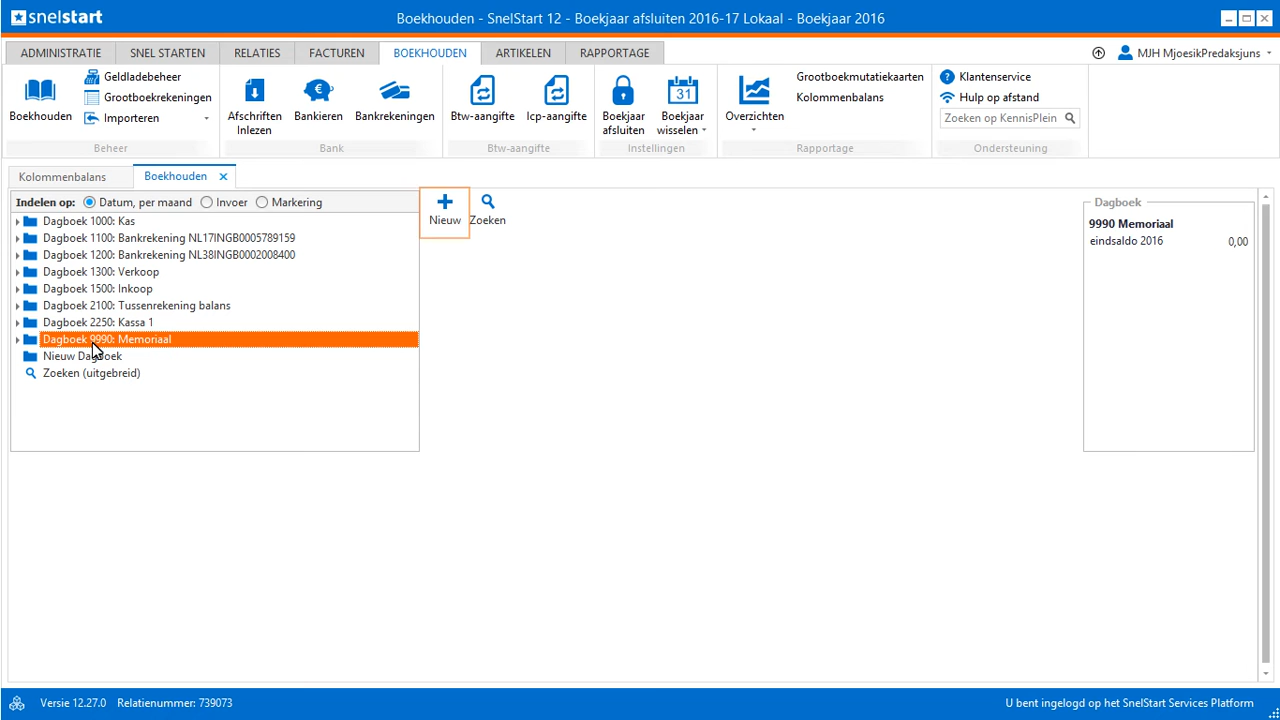 snelstart
Boekhouden - SnelStart 12 - Boekjaar afsluiten 2016-17 Lokaal - Boekjaar 2016
ADMINISTRATIE SNEL STARTEN RELATIES FACTUREN BOEKHOUDEN ARTIKELEN RAPPORTAGE
MJH MjoesikPredaksjuns
Boekhouden
Geldladebeheer
Grootboekrekeningen
Importeren
Beheer
Afschriften
Inlezen
Bankieren
Bankrekeningen
Bank
Btw-aangifte
Icp-aangifte
Btw-aangifte
Boekjaar
afsluiten
31
Boekjaar
wisselen
Instellingen
Overzichten
Grootboekmutatiekaarten
Kolommenbalans
Rapportage
Klantenservice
Hulp op afstand
Zoeken op KennisPlein
Ondersteuning
Kolommenbalans
Boekhouden
Indelen op: Datum, per maand Invoer Markering
Dagboek 1000: Kas
Dagboek 1100: Bankrekening NL17INGB0005789159
Dagboek 1200: Bankrekening NL38INGB0002008400
Dagboek 1300: Verkoop
Dagboek 1500: Inkoop
Dagboek 2100: Tussenrekening balans
Dagboek 2250: Kassa 1
Dagboek 9990: Memoriaal
Nieuw Dagboek
Zoeken (uitgebreid)
Nieuw
Zoeken
Dagboek
9990 Memoriaal
eindsaldo 2016 0,00
Versie 12.27.0 Relatienummer: 739073
U bent ingelogd op het SnelStart Services Platform